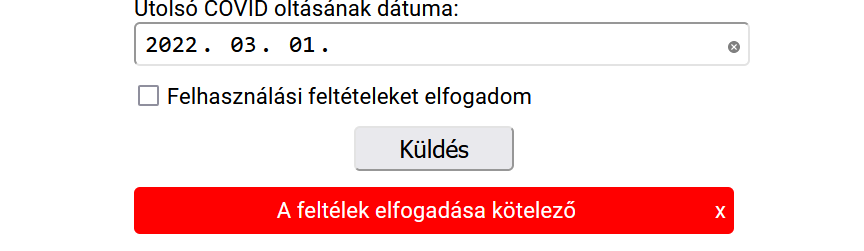 Utolsó COVID oltásának dátuma:
2022. 03. 01.
Felhasználási feltételeket elfogadom
Küldés
A feltélek elfogadása kötelező x